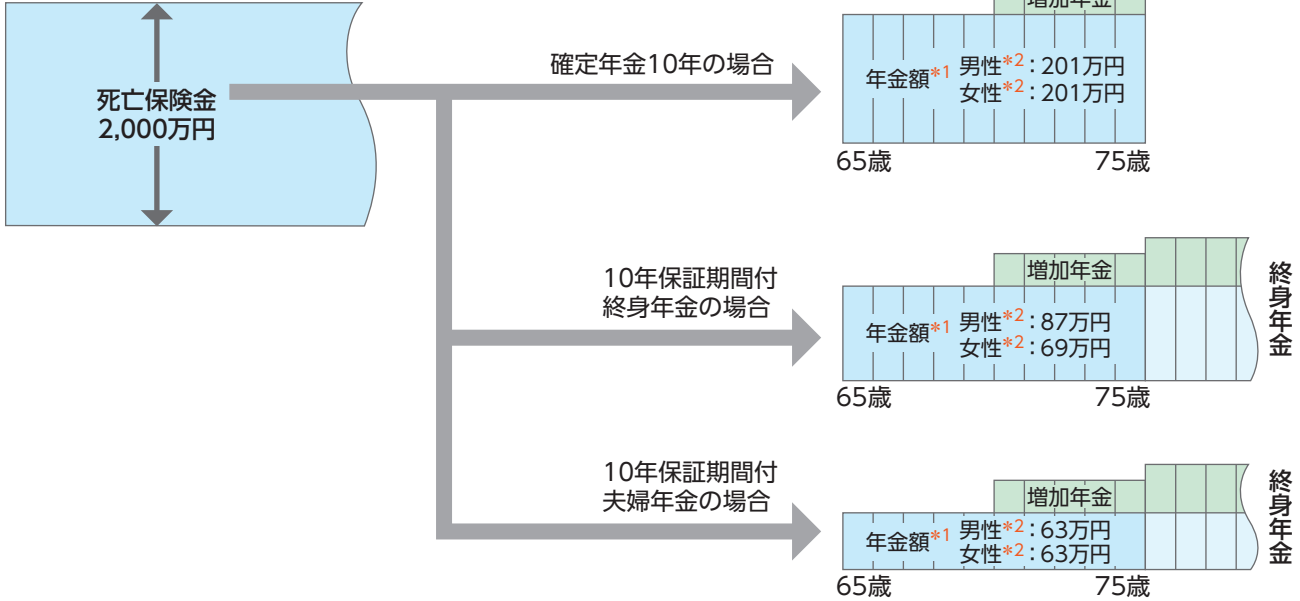 増加年金
死亡保険金
2,000万円
確定年金10年の場合
年金額*1 男性*2：201万円
女性*2：201万円
65歳 75歳
10年保証期間付
終身年金の場合
増加年金
年金額*1 男性*2：87万円
女性*2：69万円
終身年金
65歳 75歳
10年保証期間付
夫婦年金の場合
増加年金
年金額*1 男性*2：63万円
女性*2：63万円
終身年金
65歳 75歳